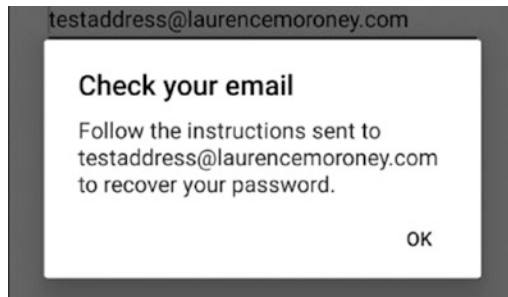 testaddress@laurencemoroney.com
Check your email
Follow the instructions sent to
testaddress@laurencemoroney.com
to recover your password.
OK